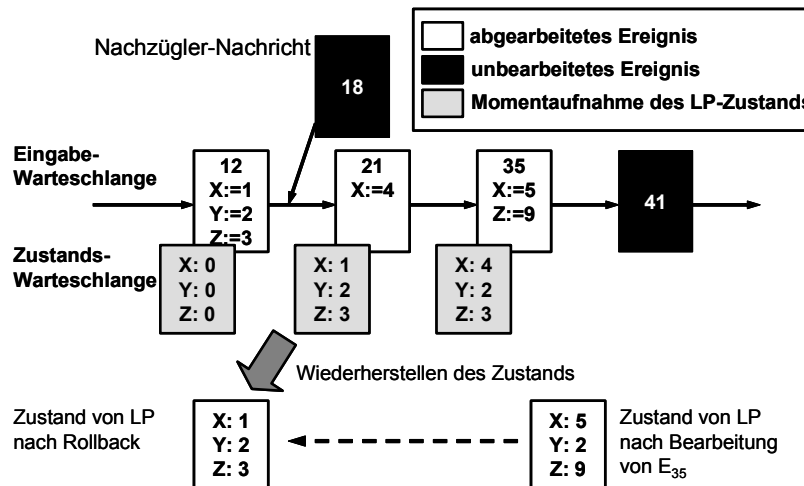 Nachzügler-Nachricht
18
abgearbeitetes Ereignis
unbearbeitetes Ereignis
Momentaufnahme des LP-Zustands
Eingabe-
Warteschlange
12
X:=1
Y:=2
Z:=3
21
X:=4
35
X:=5
Z:=9
41
Zustands-
Warteschlange
X: 0
Y: 0
Z: 0
X: 1
Y: 2
Z: 3
X: 4
Y: 2
Z: 3
Wiederherstellen des Zustands
Zustand von LP
nach Rollback
X: 1
Y: 2
Z: 3
X: 5
Y: 2
Z: 9
Zustand von LP
nach Bearbeitung
von E35